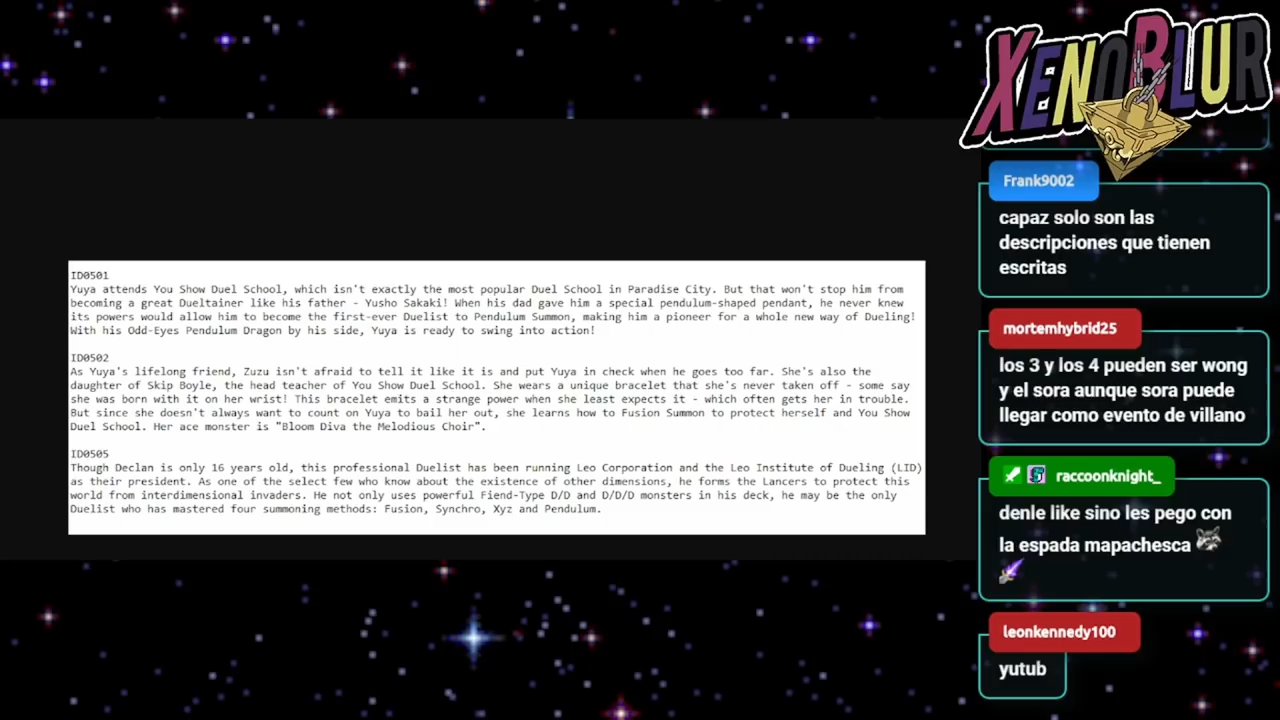 XENOBLUR
ID0501
Yuya attends You Show Duel School, which isn't exactly the most popular Duel School in Paradise City. But that won't stop him from
becoming a great Dueltainer like his father - Yusho Sakaki! When his dad gave him a special pendulum-shaped pendant, he never knew
its powers would allow him to become the first-ever Duelist to Pendulum Summon, making him a pioneer for a whole new way of Dueling!
With his Odd-Eyes Pendulum Dragon by his side, Yuya is ready to swing into action!
ID0502
As Yuya's lifelong friend, Zuzu isn't afraid to tell it like it is and put Yuya in check when he goes too far. She's also the
daughter of Skip Boyle, the head teacher of You Show Duel School. She wears a unique bracelet that she's never taken off - some say
she was born with it on her wrist! This bracelet emits a strange power when she least expects it - which often gets her in trouble.
But since she doesn't always want to count on Yuya to bail her out, she learns how to Fusion Summon to protect herself and You Show
Duel School. Her ace monster is "Bloom Diva the Melodious Choir".
ID0505
Though Declan is only 16 years old, this professional Duelist has been running Leo Corporation and the Leo Institute of Dueling (LID)
as their president. As one of the select few who know about the existence of other dimensions, he forms the Lancers to protect this
world from interdimensional invaders. He not only uses powerful Fiend-Type D/D and D/D/D monsters in his deck, he may be the only
Duelist who has mastered four summoning methods: Fusion, Synchro, Xyz and Pendulum.
Frank9002
capaz solo son las
descripciones que tienen
escritas
mortemhybrid25
los 3 y los 4 pueden ser wong
y el sora aunque sora puede
llegar como evento de villano
raccoonknight_
denle like sino les pego con
la espada mapachesca
leonkennedy100
yutub